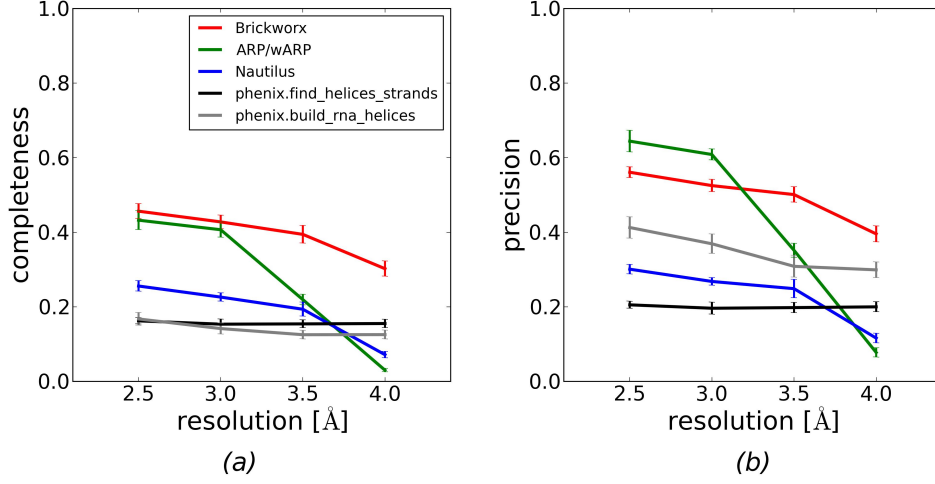 1.0
0.8
0.6
0.4
0.2
0.0
completeness
Brickworx
ARP/wARP
Nautilus
phenix.find_helices_strands
phenix.build_rna_helices
2.5 3.0 3.5 4.0
resolution [Å]
(a)
1.0
0.8
0.6
0.4
0.2
0.0
precision
2.5 3.0 3.5 4.0
resolution [Å]
(b)